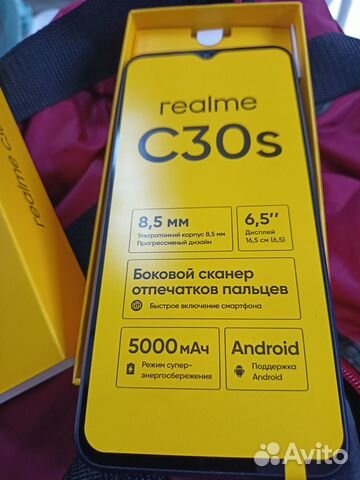 realme
C30s
8,5 мм
Ультратонкий корпус 8,5 мм
Прогрессивный дизайн
6,5’’
Дисплей
16,5 см (6,5)
Боковой сканер
отпечатков пальцев
Быстрое включение смартфона
5000 мАч
Режим супер-
энергосбережения
Android
Поддержка
Android
realme
Avito